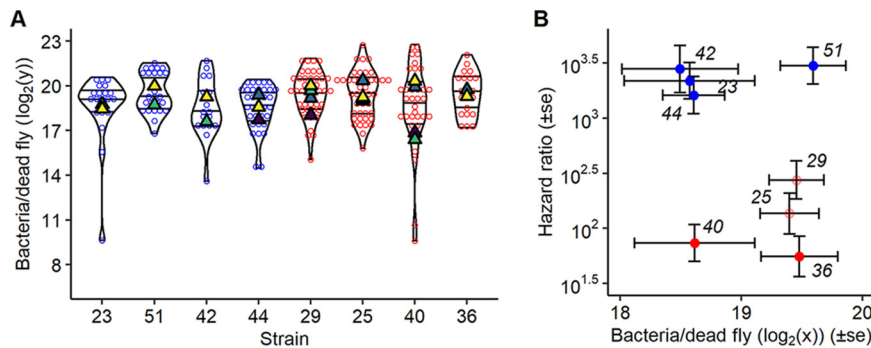 A
Bacteria/dead fly (log₂(y))
23
20
17
14
11
8
23 51 42 44 29 25 40 36
Strain
B
Hazard ratio (±se)
10^3.5
10^3
10^2.5
10^2
10^1.5
42
51
23
44
29
25
40
36
18 19 20
Bacteria/dead fly (log₂(x)) (±se)